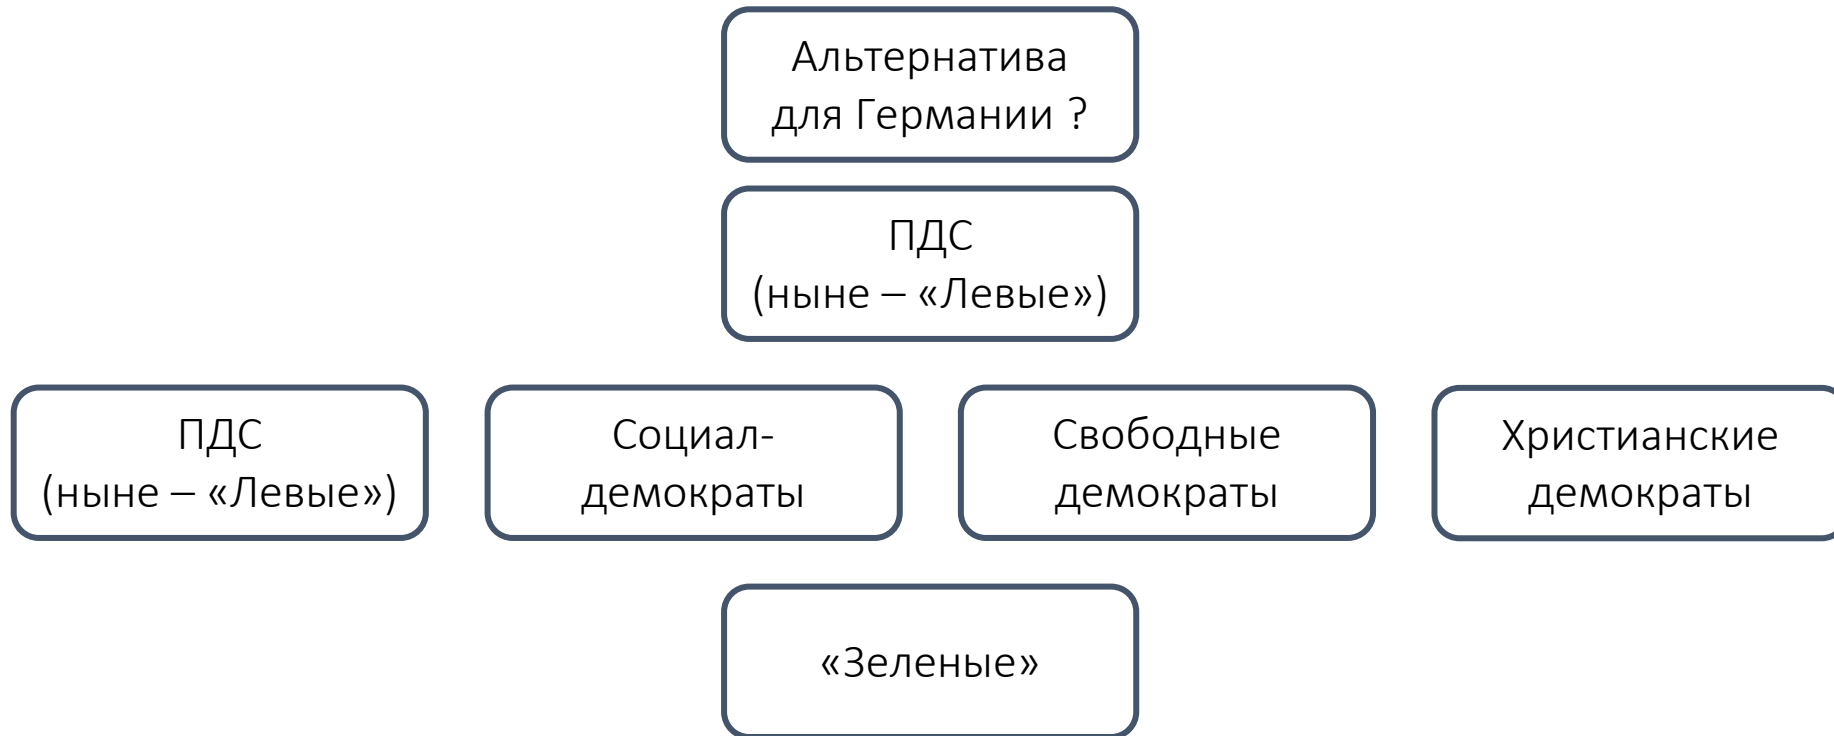 Альтернатива
для Германии ?
ПДС
(ныне – «Левые»)
ПДС
(ныне – «Левые»)
Социал-
демократы
Свободные
демократы
Христианские
демократы
«Зеленые»